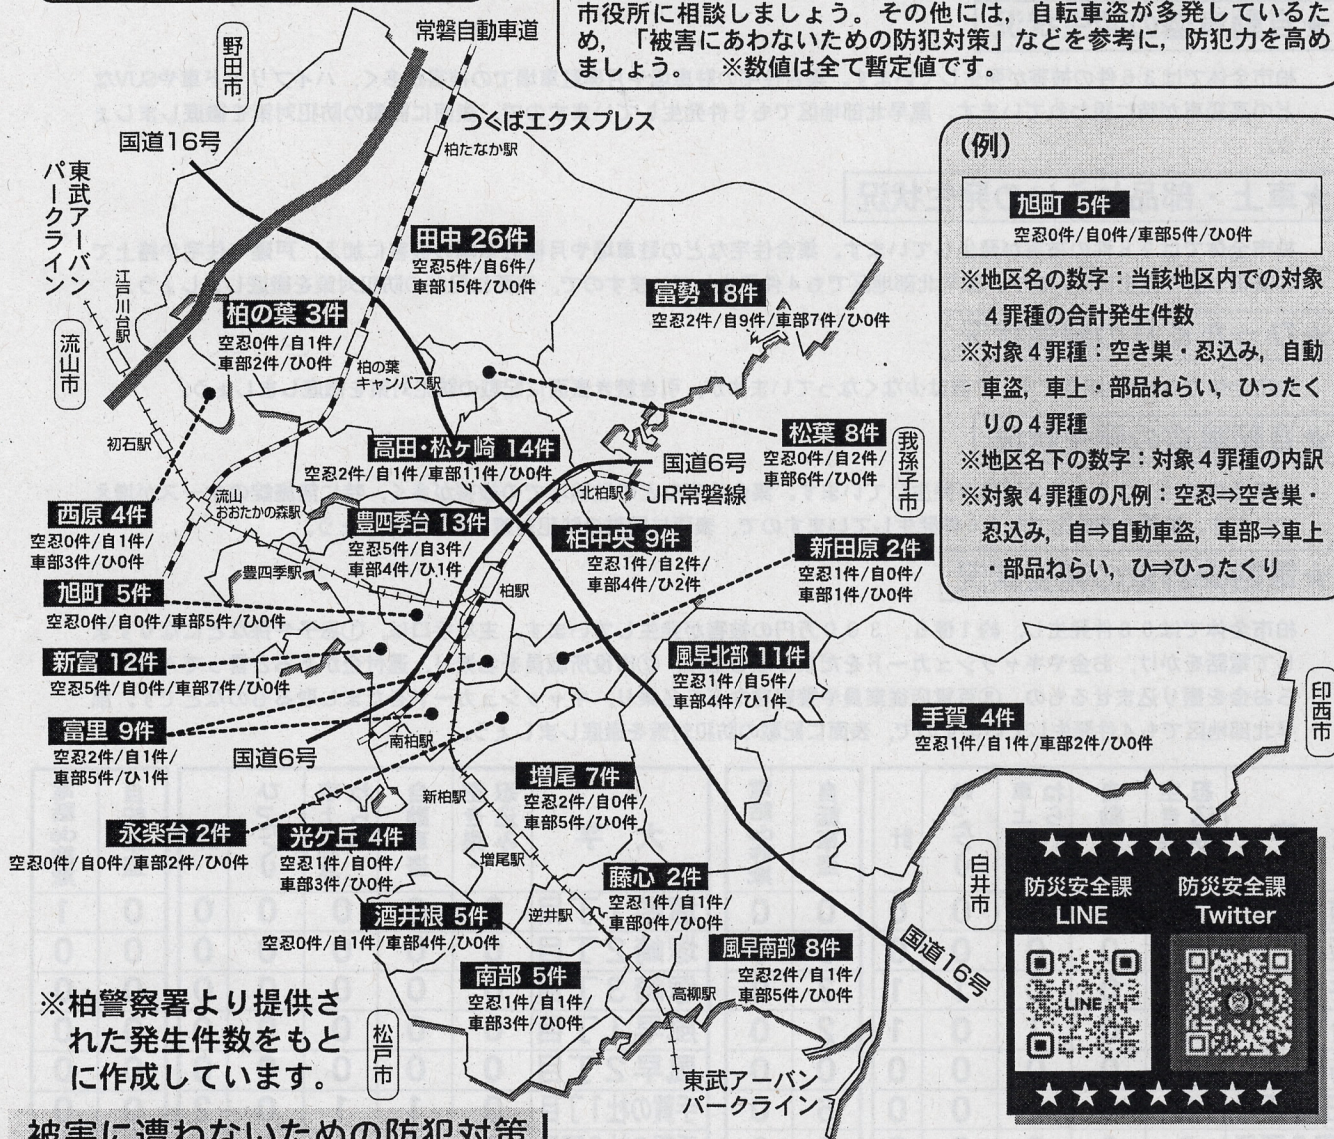 市役所に相談しましょう。その他には，自転車盗が多発しているた
め，「被害にあわないための防犯対策」などを参考に，防犯力を高め
ましょう。　※数値は全て暫定値です。
常磐自動車道
野田市
つくばエクスプレス
国道16号
柏たなか駅
東武アーバン
パークライン
江戸川台駅
流山市
田中 26件
空忍5件/自6件/
車部15件/ひ0件
柏の葉 3件
空忍0件/自1件/
車部2件/ひ0件
柏の葉
キャンパス駅
富勢 18件
空忍2件/自9件/車部7件/ひ0件
（例）
旭町 5件
空忍0件/自0件/車部5件/ひ0件
※地区名の数字：当該地区内での対象
４罪種の合計発生件数
※対象４罪種：空き巣・忍込み，自動
車盗，車上・部品ねらい，ひったく
りの４罪種
※地区名下の数字：対象４罪種の内訳
※対象４罪種の凡例：空忍⇒空き巣・
忍込み，自⇒自動車盗，車部⇒車上
・部品ねらい，ひ⇒ひったくり
初石駅
高田・松ヶ崎 14件
空忍2件/自1件/車部11件/ひ0件
松葉 8件
空忍0件/自2件/
車部6件/ひ0件
我孫子市
国道6号
北柏駅
JR常磐線
流山
おおたかの森駅
西原 4件
空忍0件/自1件/
車部3件/ひ0件
豊四季台 13件
空忍5件/自3件/
車部4件/ひ1件
柏中央 9件
空忍1件/自2件/
車部4件/ひ2件
新田原 2件
空忍1件/自0件/
車部1件/ひ0件
豊四季駅
柏駅
旭町 5件
空忍0件/自0件/車部5件/ひ0件
新富 12件
空忍5件/自0件/車部7件/ひ0件
風早北部 11件
空忍1件/自5件/
車部4件/ひ1件
印西市
富里 9件
空忍2件/自1件/
車部5件/ひ1件
国道6号
南柏駅
手賀 4件
空忍1件/自1件/車部2件/ひ0件
新柏駅
増尾 7件
空忍2件/自0件/
車部5件/ひ0件
永楽台 2件
空忍0件/自0件/車部2件/ひ0件
光ケ丘 4件
空忍1件/自0件/
車部3件/ひ0件
増尾駅
藤心 2件
空忍1件/自1件/
車部0件/ひ0件
白井市
酒井根 5件
空忍0件/自1件/車部4件/ひ0件
逆井駅
風早南部 8件
空忍2件/自1件/
車部5件/ひ0件
国道16号
南部 5件
空忍1件/自1件/
車部3件/ひ0件
高柳駅
松戸市
東武アーバン
パークライン
※柏警察署より提供さ
れた発生件数をもと
に作成しています。
★★★★★★★
防災安全課
LINE
防災安全課
Twitter
LINE
★★★★★★★
被害に遭わないための防犯対策